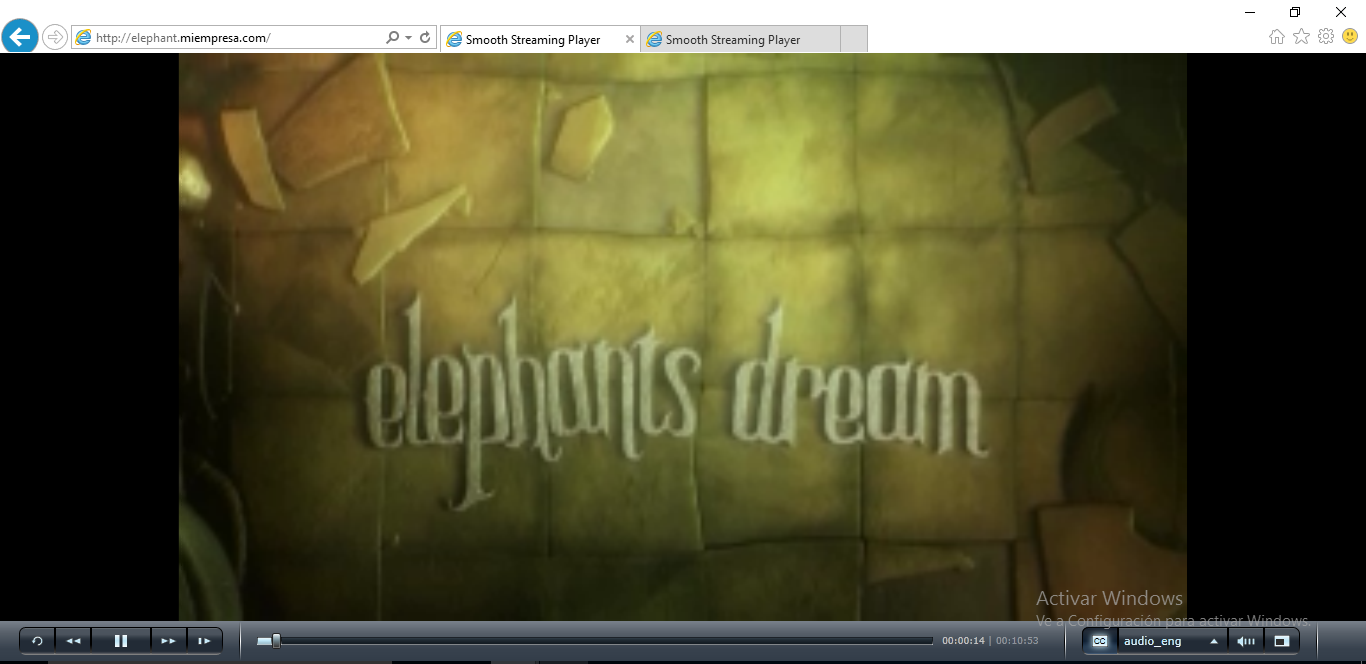 http://elephant.miempresa.com/
Smooth Streaming Player
Smooth Streaming Player
elephants dream
Activar Windows
Ve a Configuración para activar Windows.
00:00:14 | 00:10:53
CC
audio_eng